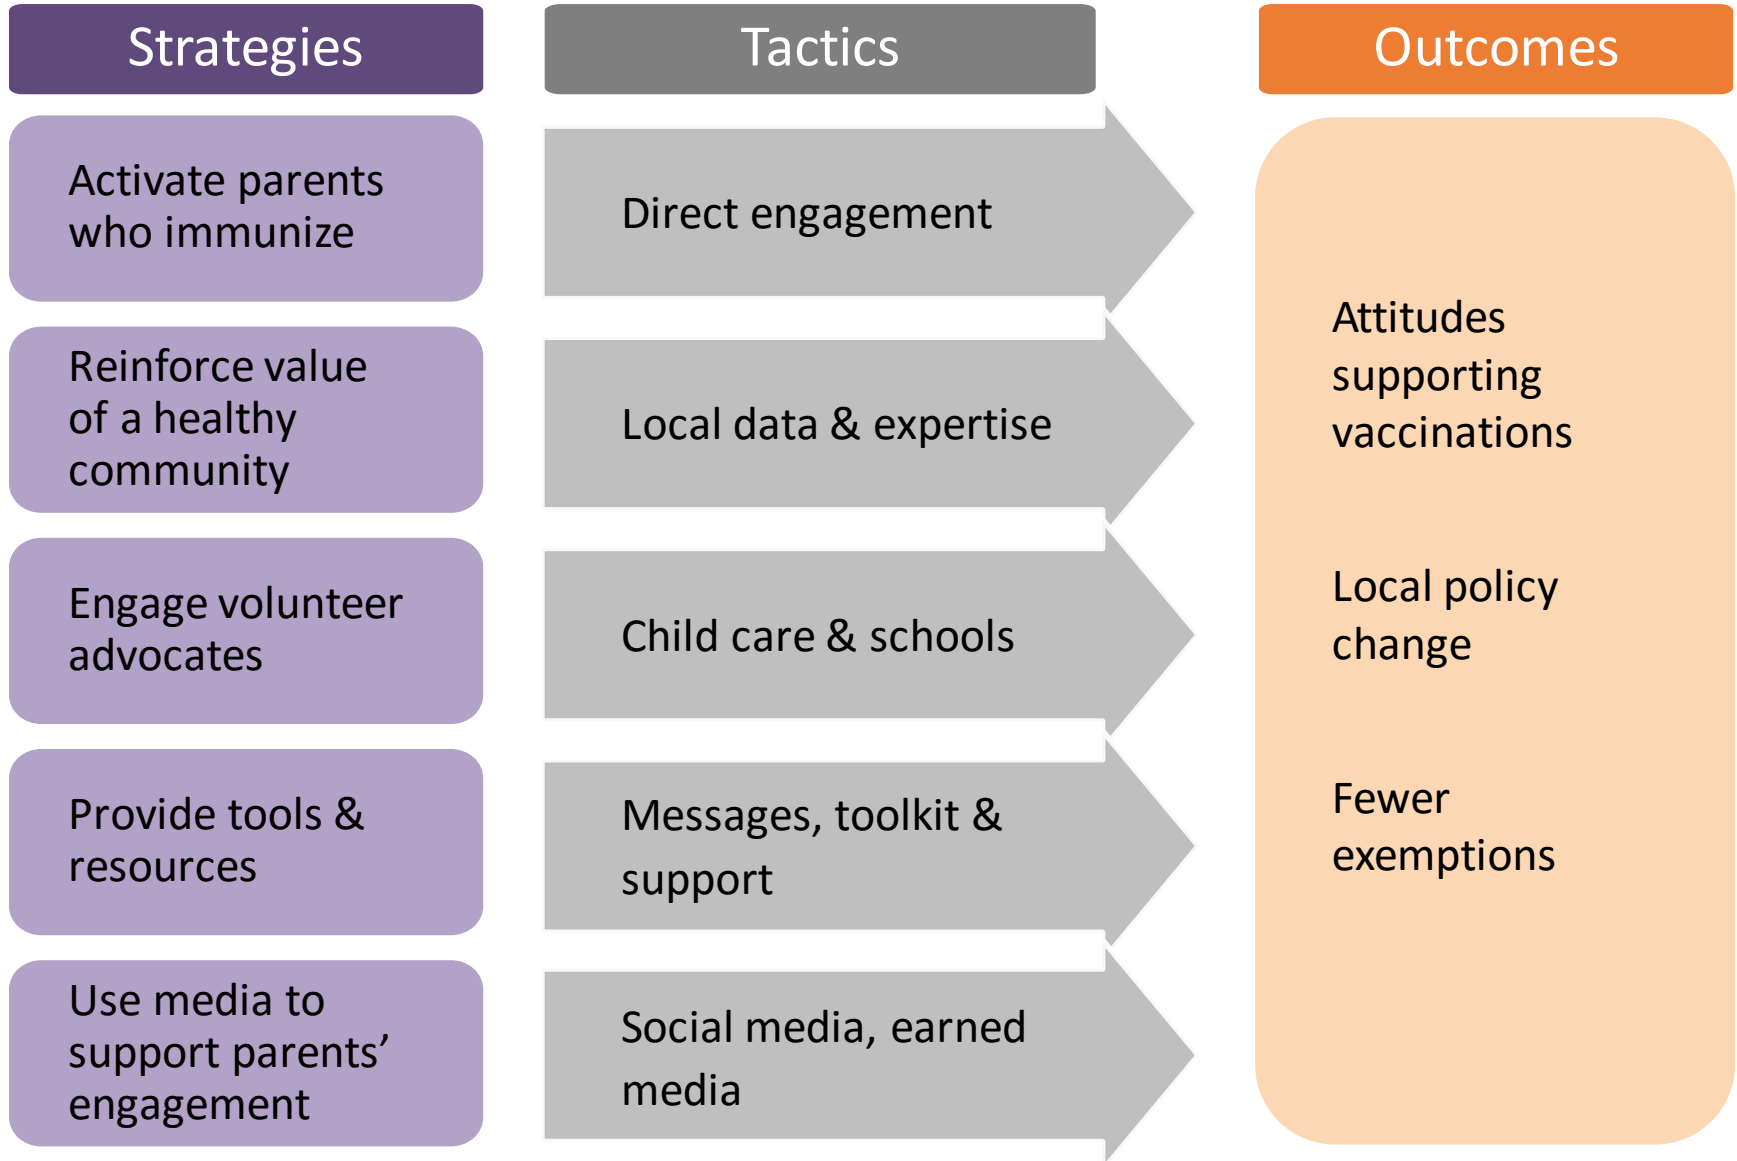 Strategies
Tactics
Outcomes
Activate parents
who immunize
Direct engagement
Reinforce value
of a healthy
community
Local data & expertise
Engage volunteer
advocates
Child care & schools
Provide tools &
resources
Messages, toolkit &
support
Use media to
support parents’
engagement
Social media, earned
media
Attitudes
supporting
vaccinations
Local policy
change
Fewer
exemptions